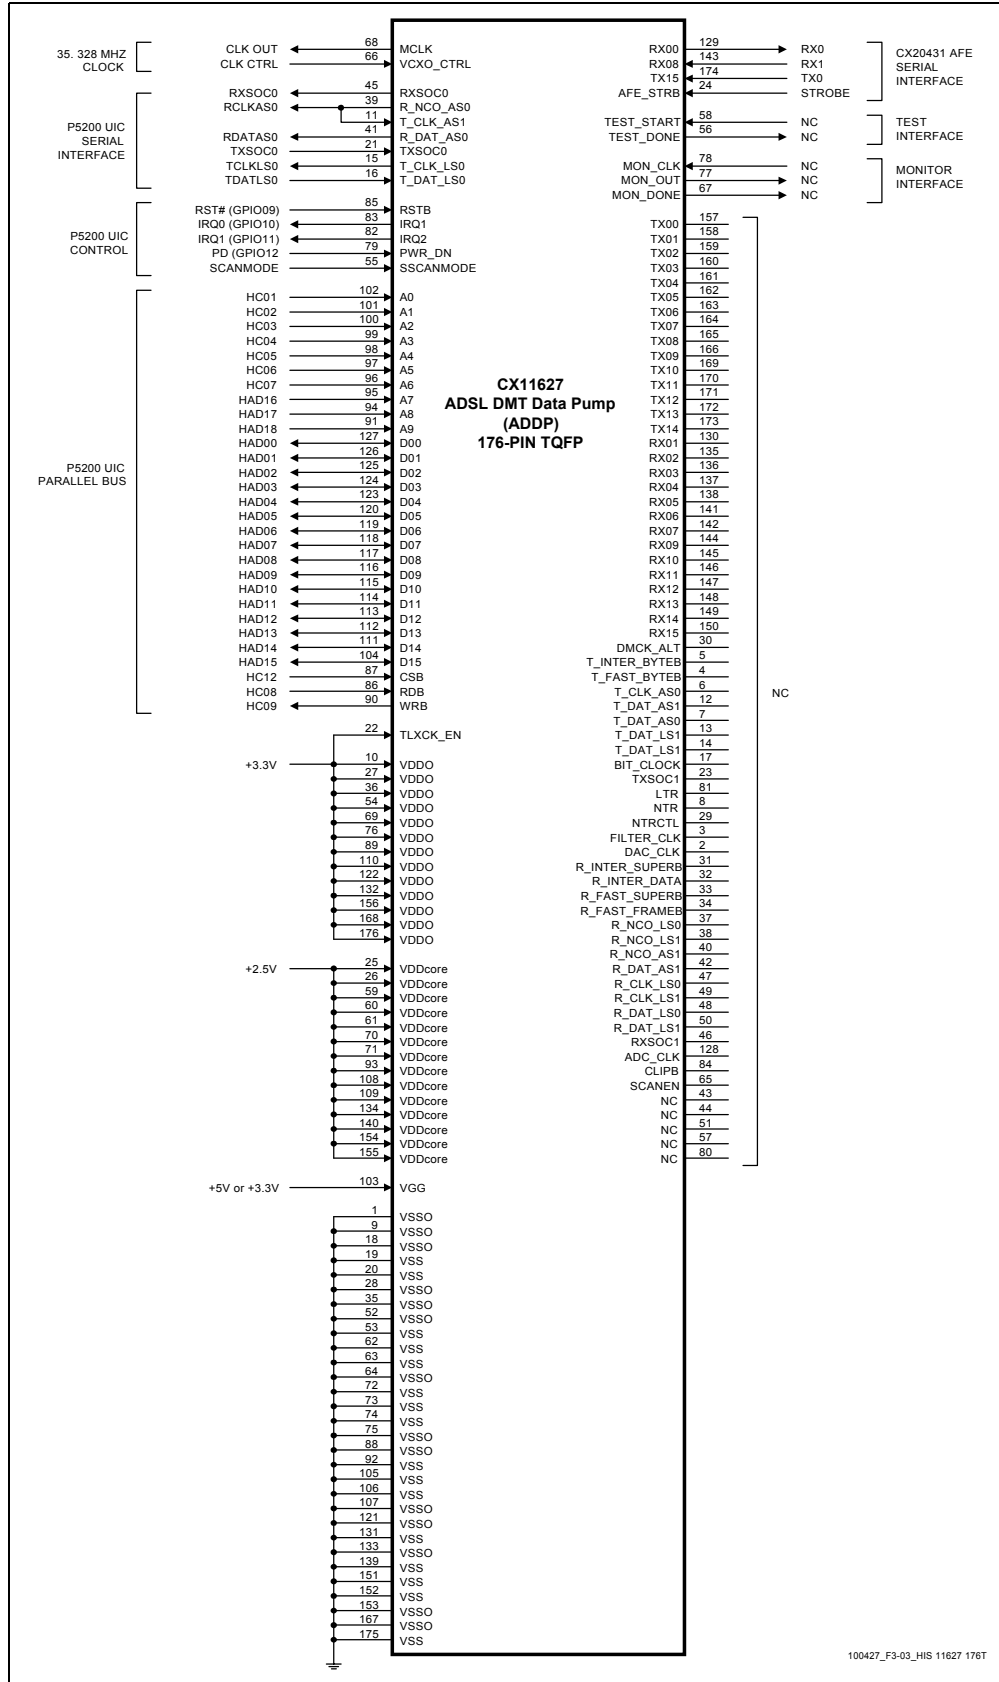 35. 328 MHZ
CLOCK
CLK OUT 68 MCLK
CLK CTRL 66 VCXO_CTRL
P5200 UIC
SERIAL
INTERFACE
RXSOC0 45 RXSOC0
RCLKAS0 39 R_NCO_AS0
11 T_CLK_AS1
RDATAS0 41 R_DAT_AS0
TXSOC0 21 TXSOC0
TCLKLS0 15 T_CLK_LS0
TDATLS0 16 T_DAT_LS0
P5200 UIC
CONTROL
RST# (GPIO09) 85 RSTB
IRQ0 (GPIO10) 83 IRQ1
IRQ1 (GPIO11) 82 IRQ2
PD (GPIO12 79 PWR_DN
SCANMODE 55 SSCANMODE
P5200 UIC
PARALLEL BUS
HC01 102 A0
HC02 101 A1
HC03 100 A2
HC04 99 A3
HC05 98 A4
HC06 97 A5
HC07 96 A6
HAD16 95 A7
HAD17 94 A8
HAD18 91 A9
HAD00 127 D00
HAD01 126 D01
HAD02 125 D02
HAD03 124 D03
HAD04 123 D04
HAD05 120 D05
HAD06 119 D06
HAD07 118 D07
HAD08 117 D08
HAD09 116 D09
HAD10 115 D10
HAD11 114 D11
HAD12 113 D12
HAD13 112 D13
HAD14 111 D14
HAD15 104 D15
HC12 87 CSB
HC08 86 RDB
HC09 90 WRB
22 TLXCK_EN
+3.3V 10 VDDO
27 VDDO
36 VDDO
54 VDDO
69 VDDO
76 VDDO
89 VDDO
110 VDDO
122 VDDO
132 VDDO
156 VDDO
168 VDDO
176 VDDO
+2.5V 25 VDDcore
26 VDDcore
59 VDDcore
60 VDDcore
61 VDDcore
70 VDDcore
71 VDDcore
93 VDDcore
108 VDDcore
109 VDDcore
134 VDDcore
140 VDDcore
154 VDDcore
155 VDDcore
+5V or +3.3V 103 VGG
1 VSSO
9 VSSO
18 VSSO
19 VSS
20 VSS
28 VSSO
35 VSSO
52 VSSO
53 VSS
62 VSS
63 VSS
64 VSSO
72 VSS
73 VSS
74 VSS
75 VSSO
88 VSSO
92 VSS
105 VSS
106 VSS
107 VSSO
121 VSSO
131 VSS
133 VSSO
139 VSS
151 VSS
152 VSS
153 VSSO
167 VSSO
175 VSS
CX11627
ADSL DMT Data Pump
(ADDP)
176-PIN TQFP
RX00 129 RX0
RX08 143 RX1
TX15 174 TX0
AFE_STRB 24 STROBE
CX20431 AFE
SERIAL
INTERFACE
TEST_START 58 NC
TEST_DONE 56 NC
TEST
INTERFACE
MON_CLK 78 NC
MON_OUT 77 NC
MON_DONE 67 NC
MONITOR
INTERFACE
TX00 157
TX01 158
TX02 159
TX03 160
TX04 161
TX05 162
TX06 163
TX07 164
TX08 165
TX09 166
TX10 169
TX11 170
TX12 171
TX13 172
TX14 173
RX01 130
RX02 135
RX03 136
RX04 137
RX05 138
RX06 141
RX07 142
RX09 144
RX10 145
RX11 146
RX12 147
RX13 148
RX14 149
RX15 150
DMCK_ALT 30
T_INTER_BYTEB 5
T_FAST_BYTEB 4
T_CLK_AS0 6
T_DAT_AS1 12
T_DAT_AS0 7
T_DAT_LS1 13
T_DAT_LS1 14
BIT_CLOCK 17
TXSOC1 23
LTR 81
NTR 8
NTRCTL 29
FILTER_CLK 3
DAC_CLK 2
R_INTER_SUPERB 31
R_INTER_DATA 32
R_FAST_SUPERB 33
R_FAST_FRAMEB 34
R_NCO_LS0 37
R_NCO_LS1 38
R_NCO_AS1 40
R_DAT_AS1 42
R_CLK_LS0 47
R_CLK_LS1 49
R_DAT_LS0 48
R_DAT_LS1 50
RXSOC1 46
ADC_CLK 128
CLIPB 84
SCANEN 65
NC 43
NC 44
NC 51
NC 57
NC 80
NC
100427_F3-03_HIS 11627 176T